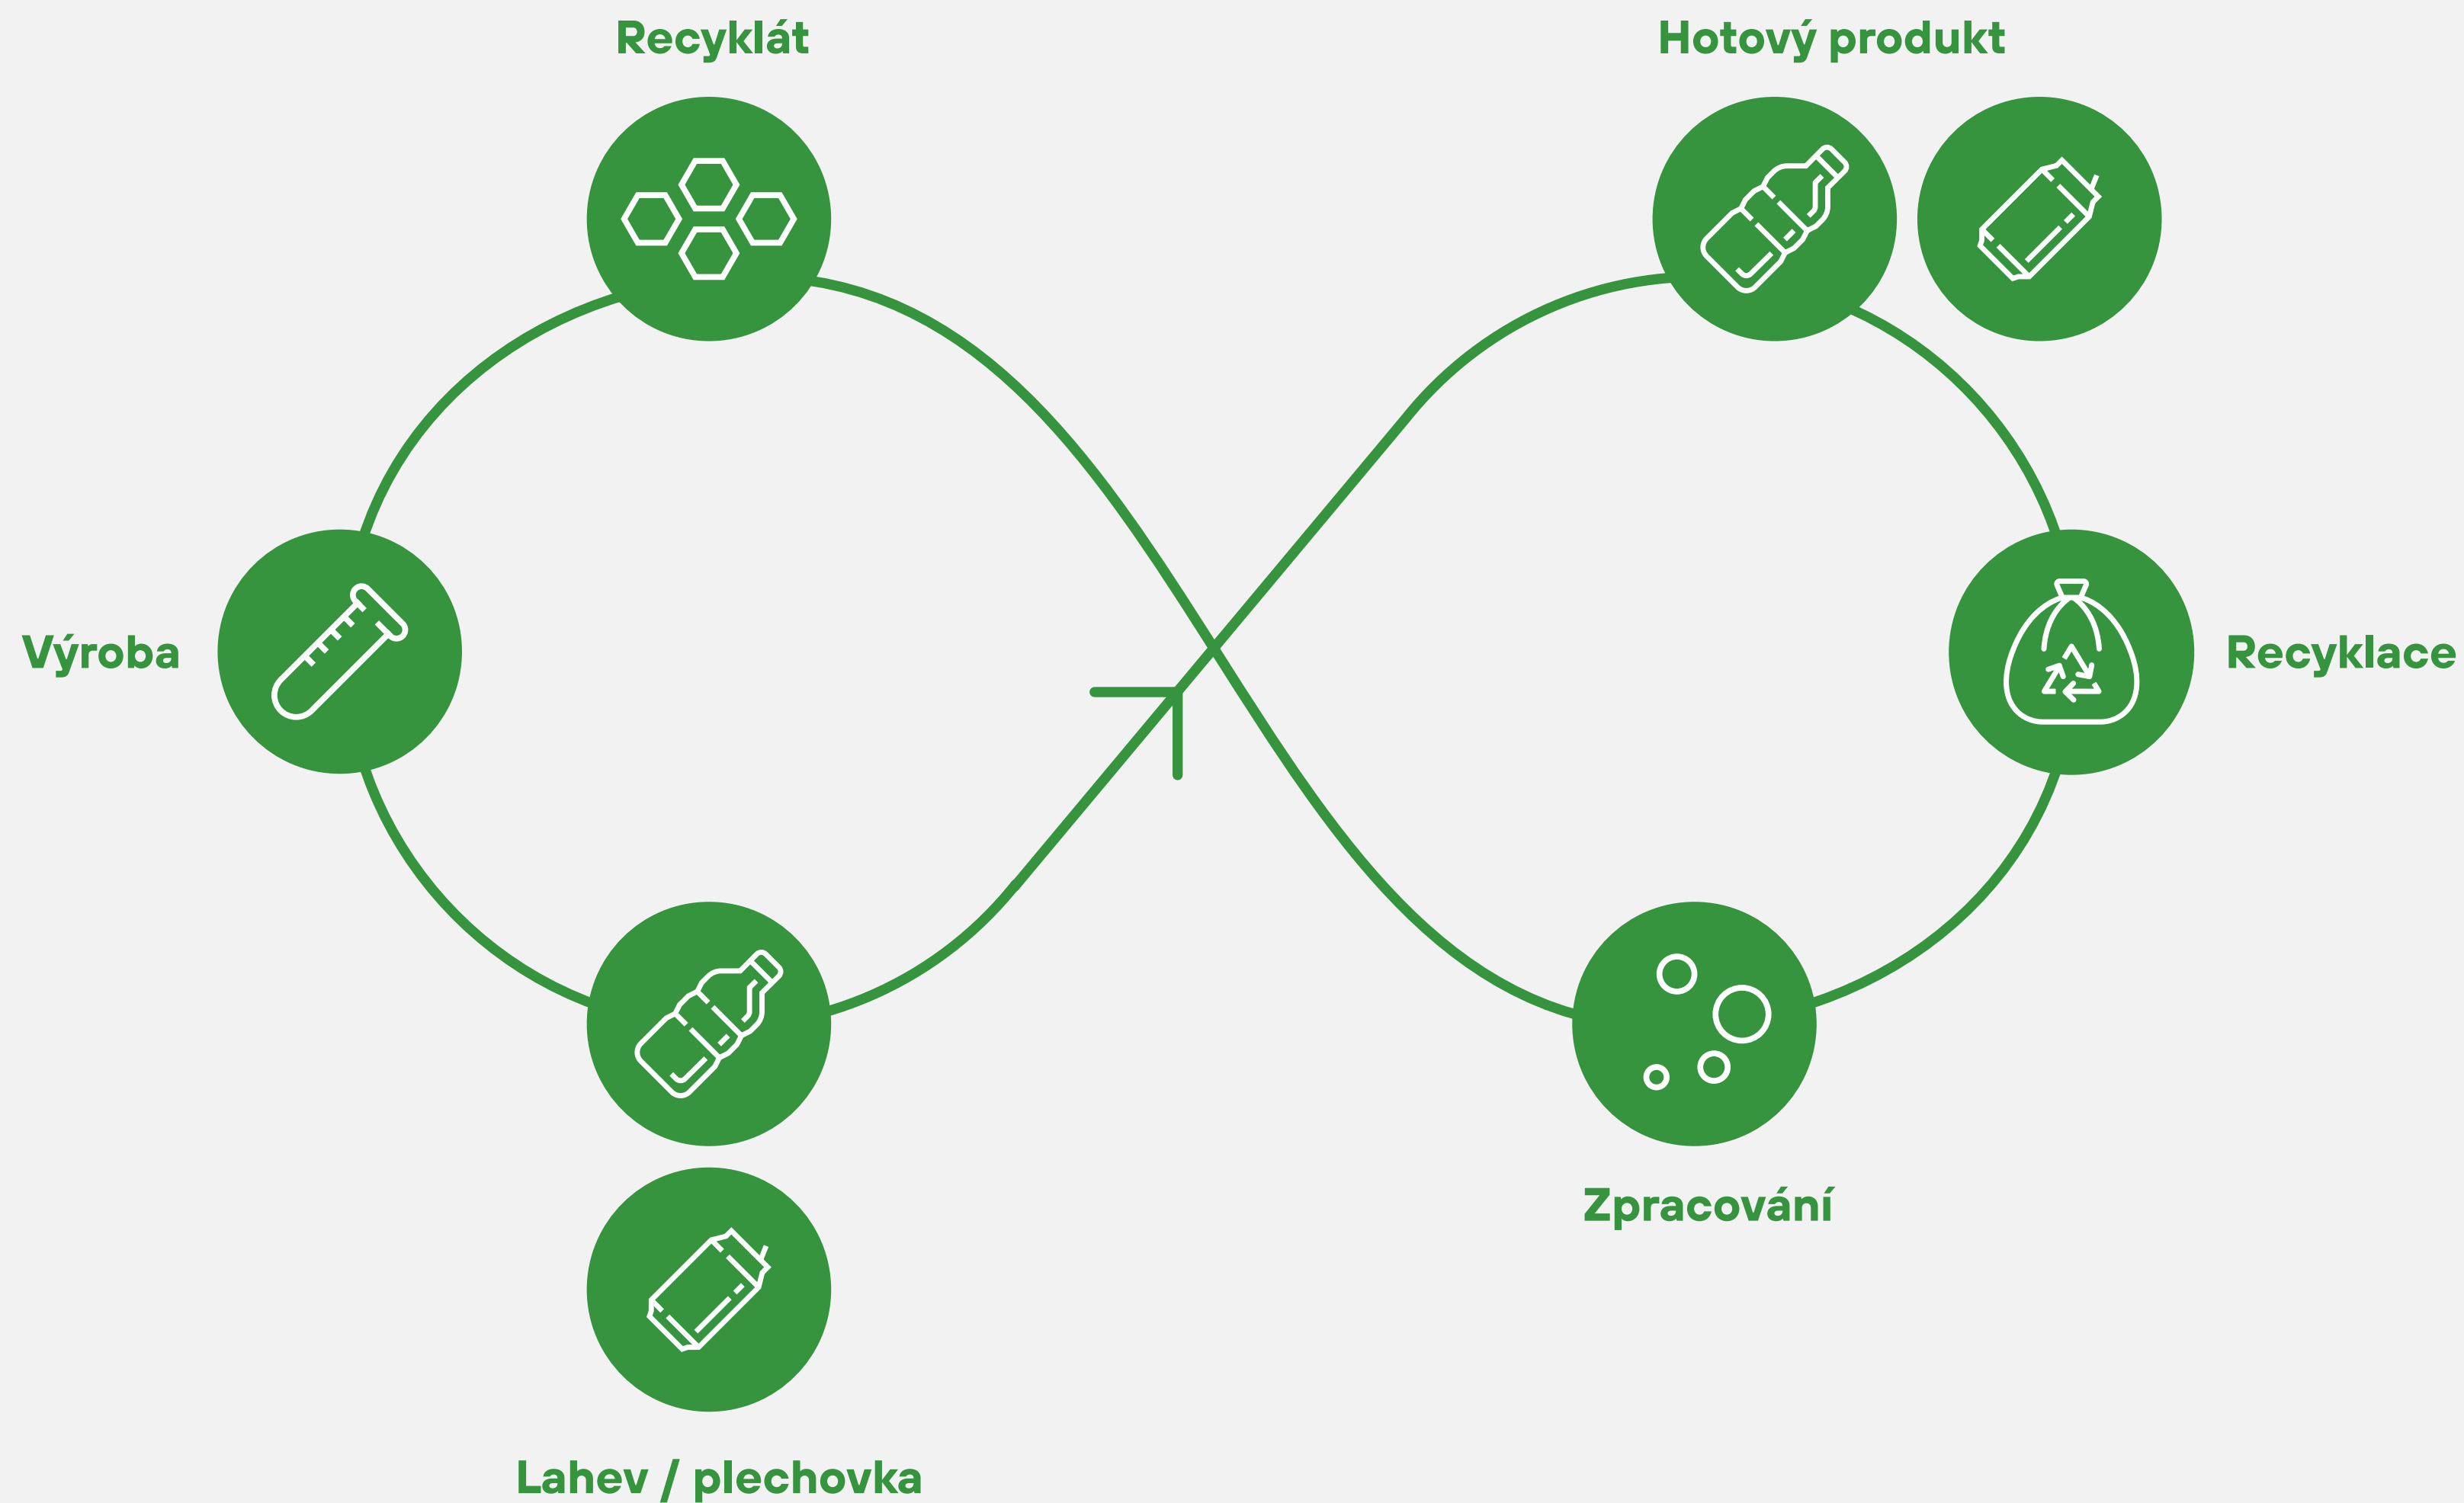 Recyklát
Hotový produkt
Výroba
Recyklace
Zpracování
Lahev / plechovka